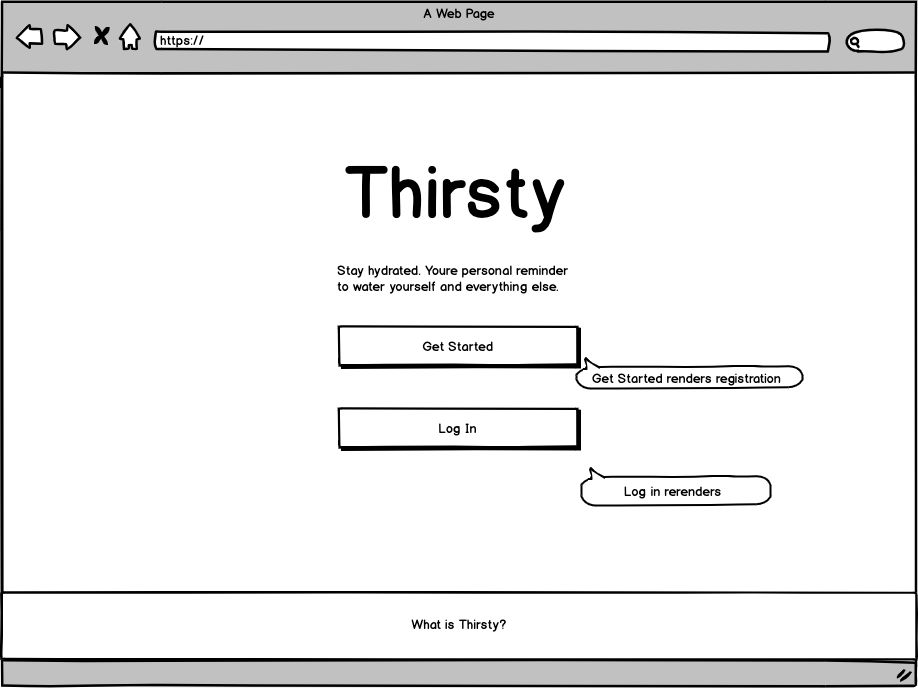 A Web Page
https://
Thirsty
Stay hydrated. Youre personal reminder
to water yourself and everything else.
Get Started
Get Started renders registration
Log In
Log in rerenders
What is Thirsty?